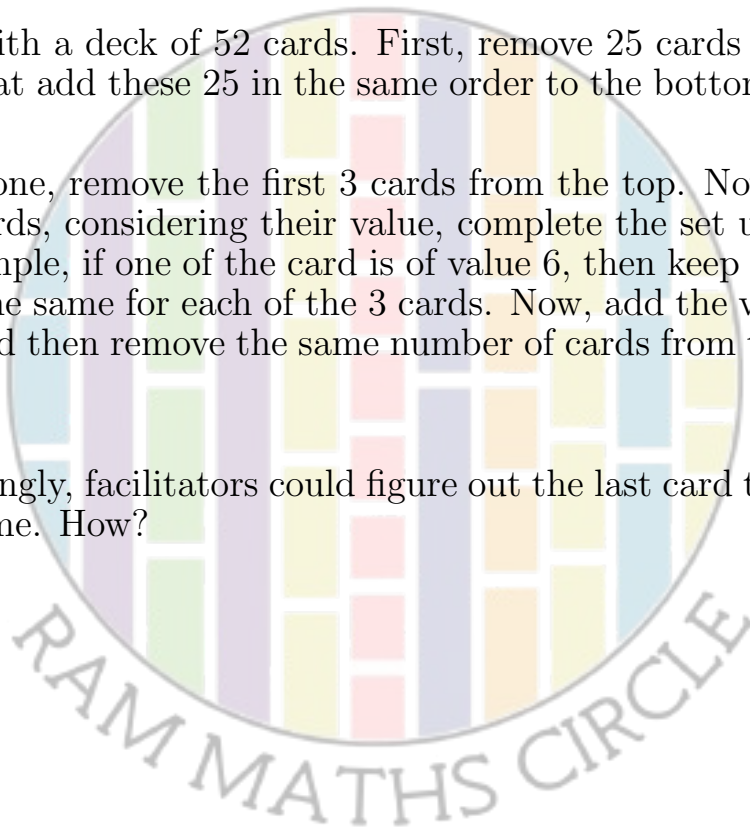 ith a deck of 52 cards. First, remove 25 cards
at add these 25 in the same order to the bottor
one, remove the first 3 cards from the top. No
rds, considering their value, complete the set u
nple, if one of the card is of value 6, then keep
he same for each of the 3 cards. Now, add the v
d then remove the same number of cards from t
ngly, facilitators could figure out the last card t
me. How?
RAM MATHS CIRCLE